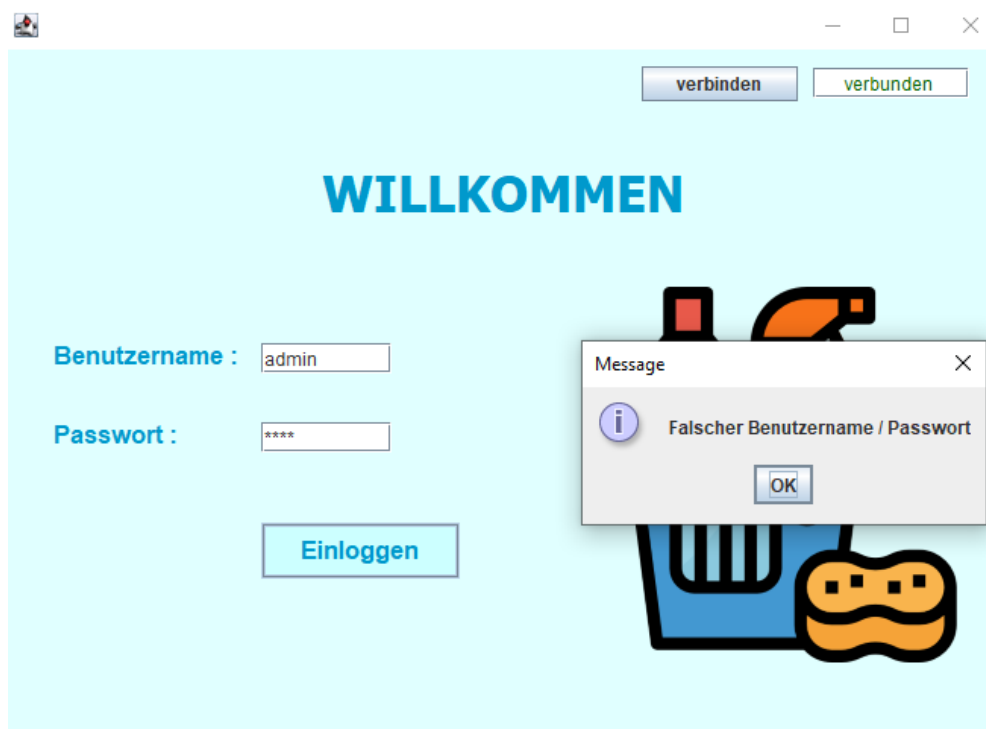 verbinden verbunden
WILLKOMMEN
Benutzername : admin
Message
Falscher Benutzername / Passwort
OK
Passwort : ****
Einloggen